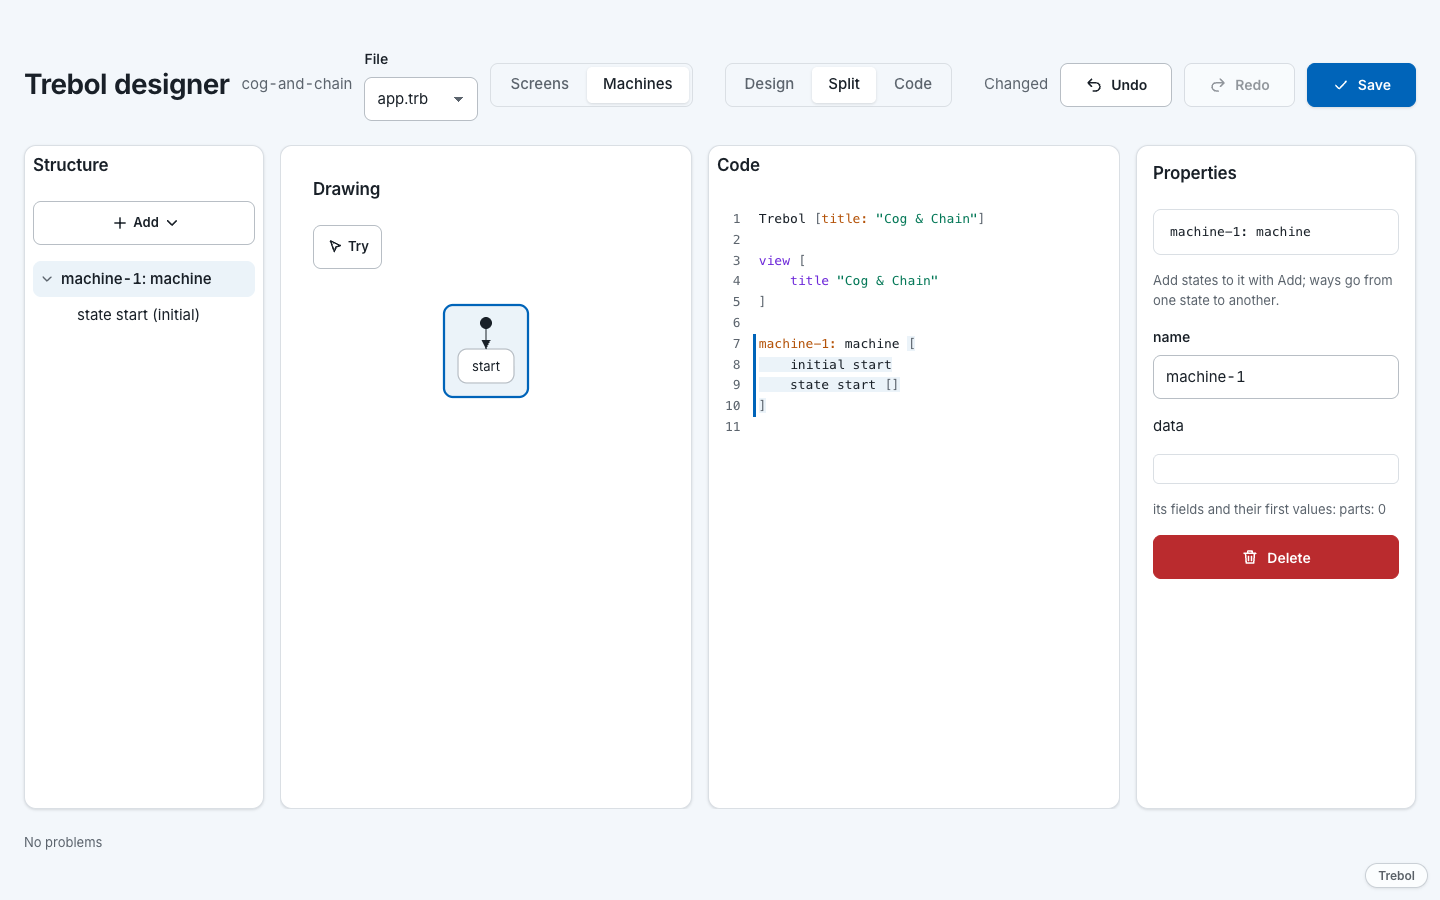 Trebol designer
cog-and-chain
File
app.trb
Screens
Machines
Design
Split
Code
Changed
Undo
Redo
Save
Structure
Add
machine-1: machine
state start (initial)
Drawing
Try
start
Code
1 Trebol [title: "Cog & Chain"]
2
3 view [
4     title "Cog & Chain"
5 ]
6
7 machine-1: machine [
8     initial start
9     state start []
10 ]
11
Properties
machine-1: machine
Add states to it with Add; ways go from
one state to another.
name
machine-1
data
its fields and their first values: parts: 0
Delete
No problems
Trebol